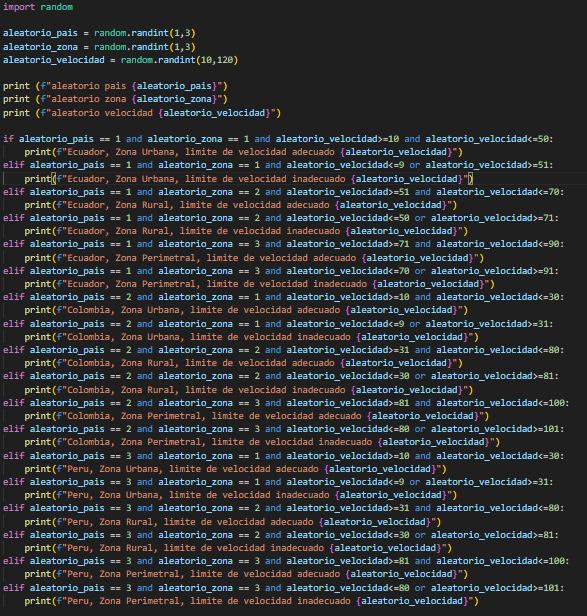 import random
aleatorio_pais = random.randint(1,3)
aleatorio_zona = random.randint(1,3)
aleatorio_velocidad = random.randint(10,120)
print (f"aleatorio pais {aleatorio_pais}")
print (f"aleatorio zona {aleatorio_zona}")
print (f"aleatorio velocidad {aleatorio_velocidad}")
if aleatorio_pais == 1 and aleatorio_zona == 1 and aleatorio_velocidad>=10 and aleatorio_velocidad<=50:
    print(f"Ecuador, Zona Urbana, limite de velocidad adecuado {aleatorio_velocidad}")
elif aleatorio_pais == 1 and aleatorio_zona == 1 and aleatorio_velocidad<=9 or aleatorio_velocidad>=51:
    print(f"Ecuador, Zona Urbana, limite de velocidad inadecuado {aleatorio_velocidad}")
elif aleatorio_pais == 1 and aleatorio_zona == 2 and aleatorio_velocidad>=51 and aleatorio_velocidad<=70:
    print(f"Ecuador, Zona Rural, limite de velocidad adecuado {aleatorio_velocidad}")
elif aleatorio_pais == 1 and aleatorio_zona == 2 and aleatorio_velocidad<=50 or aleatorio_velocidad>=71:
    print(f"Ecuador, Zona Rural, limite de velocidad inadecuado {aleatorio_velocidad}")
elif aleatorio_pais == 1 and aleatorio_zona == 3 and aleatorio_velocidad>=71 and aleatorio_velocidad<=90:
    print(f"Ecuador, Zona Perimetral, limite de velocidad adecuado {aleatorio_velocidad}")
elif aleatorio_pais == 1 and aleatorio_zona == 3 and aleatorio_velocidad<=70 or aleatorio_velocidad>=91:
    print(f"Ecuador, Zona Perimetral, limite de velocidad inadecuado {aleatorio_velocidad}")
elif aleatorio_pais == 2 and aleatorio_zona == 1 and aleatorio_velocidad>=10 and aleatorio_velocidad<=30:
    print(f"Colombia, Zona Urbana, limite de velocidad adecuado {aleatorio_velocidad}")
elif aleatorio_pais == 2 and aleatorio_zona == 1 and aleatorio_velocidad<=9 or aleatorio_velocidad>=31:
    print(f"Colombia, Zona Urbana, limite de velocidad inadecuado {aleatorio_velocidad}")
elif aleatorio_pais == 2 and aleatorio_zona == 2 and aleatorio_velocidad>=31 and aleatorio_velocidad<=80:
    print(f"Colombia, Zona Rural, limite de velocidad adecuado {aleatorio_velocidad}")
elif aleatorio_pais == 2 and aleatorio_zona == 2 and aleatorio_velocidad<=30 or aleatorio_velocidad>=81:
    print(f"Colombia, Zona Rural, limite de velocidad inadecuado {aleatorio_velocidad}")
elif aleatorio_pais == 2 and aleatorio_zona == 3 and aleatorio_velocidad>=81 and aleatorio_velocidad<=100:
    print(f"Colombia, Zona Perimetral, limite de velocidad adecuado {aleatorio_velocidad}")
elif aleatorio_pais == 2 and aleatorio_zona == 3 and aleatorio_velocidad<=80 or aleatorio_velocidad>=101:
    print(f"Colombia, Zona Perimetral, limite de velocidad inadecuado {aleatorio_velocidad}")
elif aleatorio_pais == 3 and aleatorio_zona == 1 and aleatorio_velocidad>=10 and aleatorio_velocidad<=30:
    print(f"Peru, Zona Urbana, limite de velocidad adecuado {aleatorio_velocidad}")
elif aleatorio_pais == 3 and aleatorio_zona == 1 and aleatorio_velocidad<=9 or aleatorio_velocidad>=31:
    print(f"Peru, Zona Urbana, limite de velocidad inadecuado {aleatorio_velocidad}")
elif aleatorio_pais == 3 and aleatorio_zona == 2 and aleatorio_velocidad>=31 and aleatorio_velocidad<=80:
    print(f"Peru, Zona Rural, limite de velocidad adecuado {aleatorio_velocidad}")
elif aleatorio_pais == 3 and aleatorio_zona == 2 and aleatorio_velocidad<=30 or aleatorio_velocidad>=81:
    print(f"Peru, Zona Rural, limite de velocidad inadecuado {aleatorio_velocidad}")
elif aleatorio_pais == 3 and aleatorio_zona == 3 and aleatorio_velocidad>=81 and aleatorio_velocidad<=100:
    print(f"Peru, Zona Perimetral, limite de velocidad adecuado {aleatorio_velocidad}")
elif aleatorio_pais == 3 and aleatorio_zona == 3 and aleatorio_velocidad<=80 or aleatorio_velocidad>=101:
    print(f"Peru, Zona Perimetral, limite de velocidad inadecuado {aleatorio_velocidad}")